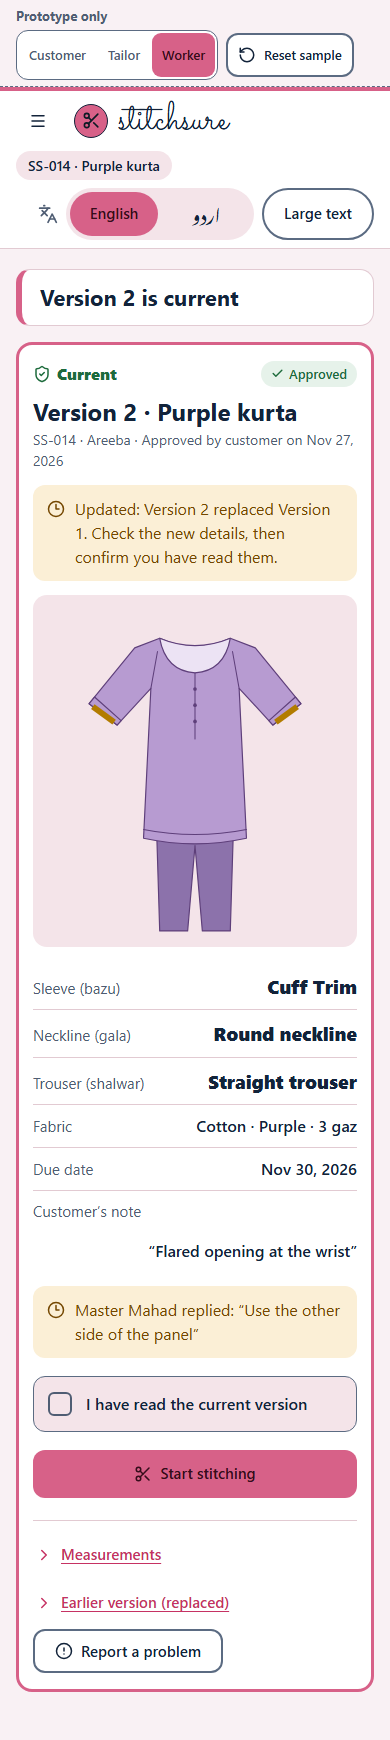 Prototype only
Customer Tailor Worker Reset sample
stitchsure
SS-014 · Purple kurta
English اردو Large text
Version 2 is current
Current Approved
Version 2 · Purple kurta
SS-014 · Areeba · Approved by customer on Nov 27,
2026
Updated: Version 2 replaced Version
1. Check the new details, then
confirm you have read them.
Sleeve (bazu) Cuff Trim
Neckline (gala) Round neckline
Trouser (shalwar) Straight trouser
Fabric Cotton · Purple · 3 gaz
Due date Nov 30, 2026
Customer's note
“Flared opening at the wrist”
Master Mahad replied: “Use the other
side of the panel”
I have read the current version
Start stitching
Measurements
Earlier version (replaced)
Report a problem